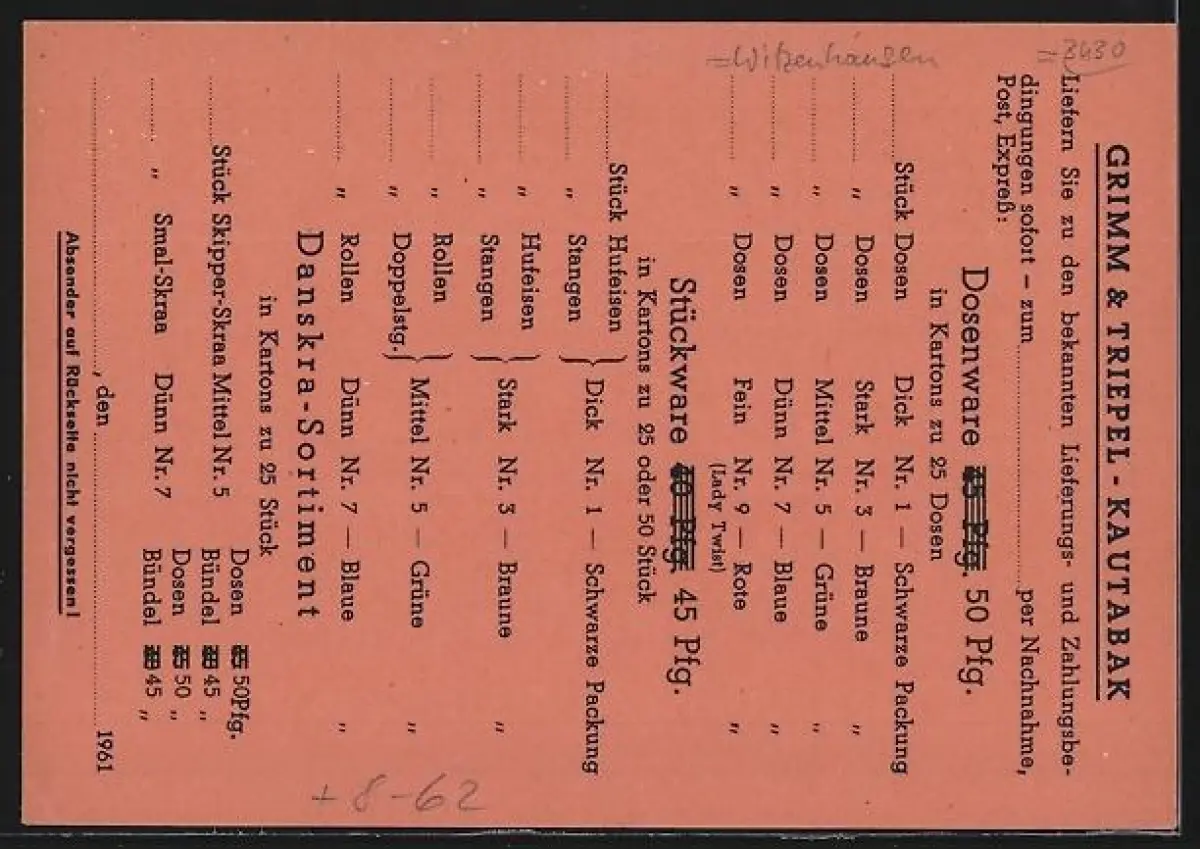 =Witzenhausen =3430
GRIMM & TRIEPEL - KAUTABAK
Liefern Sie zu den bekannten Lieferungs- und Zahlungsbe-
dingungen sofort – zum .................... per Nachnahme,
Post, Expreß:
Dosenware 45 Pfg. 50 Pfg.
in Kartons zu 25 Dosen
............ Stück Dosen Dick Nr. 1 — Schwarze Packung
............ „ Dosen Stark Nr. 3 — Braune „
............ „ Dosen Mittel Nr. 5 — Grüne „
............ „ Dosen Dünn Nr. 7 — Blaue „
............ „ Dosen Fein Nr. 9 — Rote „
(Lady Twist)
Stückware 40 Pfg. 45 Pfg.
in Kartons zu 25 oder 50 Stück
............ Stück Hufeisen } Dick Nr. 1 — Schwarze Packung
............ „ Stangen
............ „ Hufeisen } Stark Nr. 3 — Braune „
............ „ Stangen
............ „ Rollen } Mittel Nr. 5 — Grüne „
............ „ Doppelstg.
............ „ Rollen Dünn Nr. 7 — Blaue „
Danskra-Sortiment
in Kartons zu 25 Stück
............ Stück Skipper-Skraa Mittel Nr. 5 Dosen 50Pfg.
Bündel 45 „
............ „ Smal-Skraa Dünn Nr. 7 Dosen 50 „
Bündel 45 „
...................., den .................... 1961
Absender auf Rückseite nicht vergessen!
+ 8-62